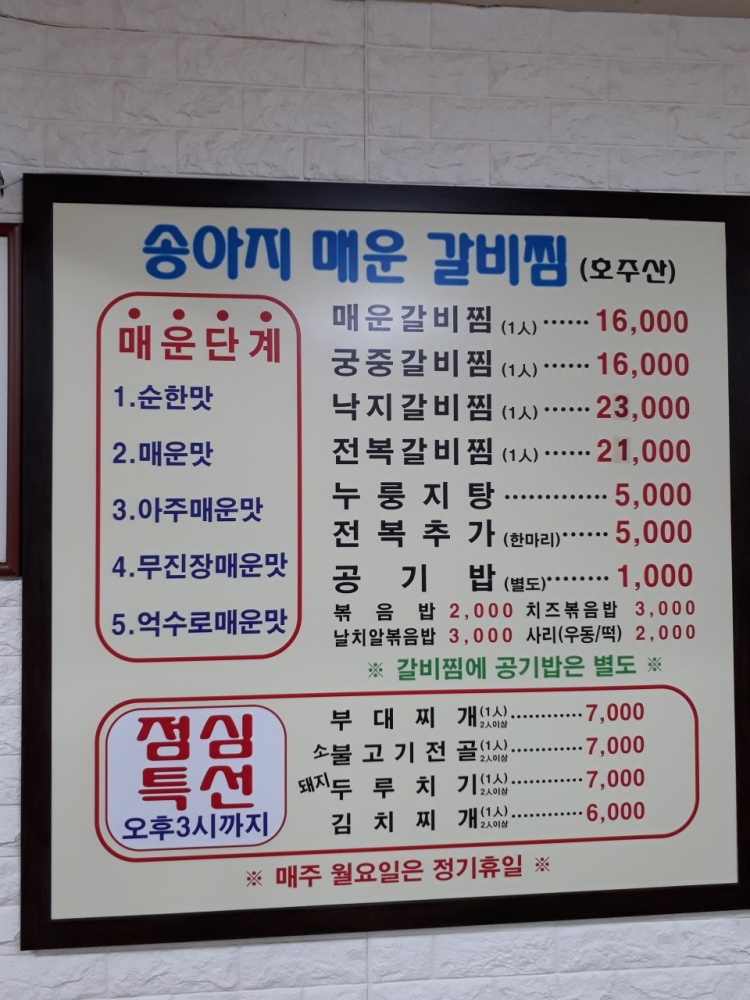 송아지 매운 갈비찜 (호주산)
매운단계
1.순한맛
2.매운맛
3.아주매운맛
4.무진장매운맛
5.억수로매운맛
매운갈비찜 (1人) ······ 16,000
궁중갈비찜 (1人) ······ 16,000
낙지갈비찜 (1人) ······ 23,000
전복갈비찜 (1人) ······ 21,000
누룽지탕 ············· 5,000
전복추가 (한마리) ······ 5,000
공기밥 (별도) ········ 1,000
볶음밥 2,000 치즈볶음밥 3,000
날치알볶음밥 3,000 사리(우동/떡) 2,000
※ 갈비찜에 공기밥은 별도 ※
점심
특선
오후3시까지
부대찌개 (1人) 2人이상 ············ 7,000
소불고기전골 (1人) 2人이상 ············ 7,000
돼지두루치기 (1人) 2人이상 ············ 7,000
김치찌개 (1人) 2人이상 ············ 6,000
※ 매주 월요일은 정기휴일 ※